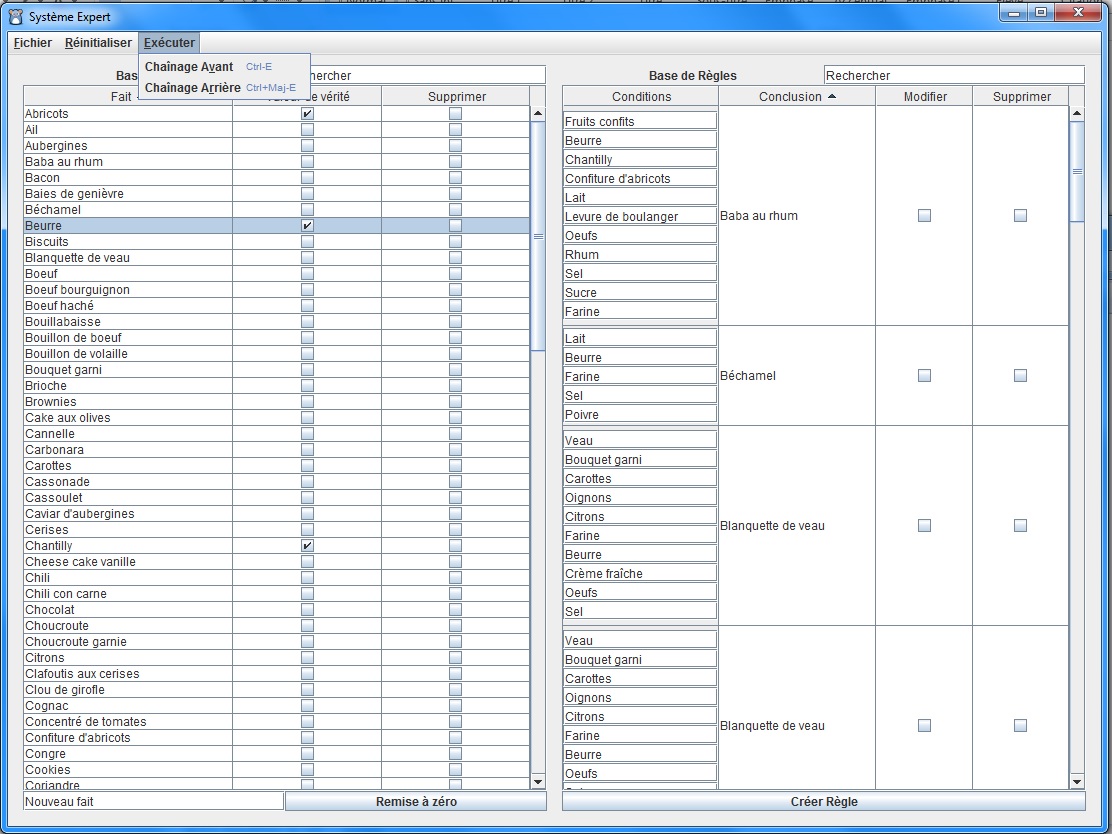 Système Expert
Fichier Réinitialiser Exécuter
Chaînage Avant Ctrl-E
Chaînage Arrière Ctrl+Maj-E
Base de Règles Rechercher
Fait de vérité Supprimer
Abricots
Ail
Aubergines
Baba au rhum
Bacon
Baies de genièvre
Béchamel
Beurre
Biscuits
Blanquette de veau
Boeuf
Boeuf bourguignon
Boeuf haché
Bouillabaisse
Bouillon de boeuf
Bouillon de volaille
Bouquet garni
Brioche
Brownies
Cake aux olives
Cannelle
Carbonara
Carottes
Cassonade
Cassoulet
Caviar d'aubergines
Cerises
Chantilly
Cheese cake vanille
Chili
Chili con carne
Chocolat
Choucroute
Choucroute garnie
Citrons
Clafoutis aux cerises
Clou de girofle
Cognac
Concentré de tomates
Confiture d'abricots
Congre
Cookies
Coriandre
Nouveau fait Remise à zéro
Conditions Conclusion Modifier Supprimer
Fruits confits
Beurre
Chantilly
Confiture d'abricots
Lait
Levure de boulanger
Oeufs
Rhum
Sel
Sucre
Farine
Baba au rhum
Lait
Beurre
Farine
Sel
Poivre
Béchamel
Veau
Bouquet garni
Carottes
Oignons
Citrons
Farine
Beurre
Crème fraîche
Oeufs
Sel
Blanquette de veau
Veau
Bouquet garni
Carottes
Oignons
Citrons
Farine
Beurre
Oeufs
Blanquette de veau
Créer Règle